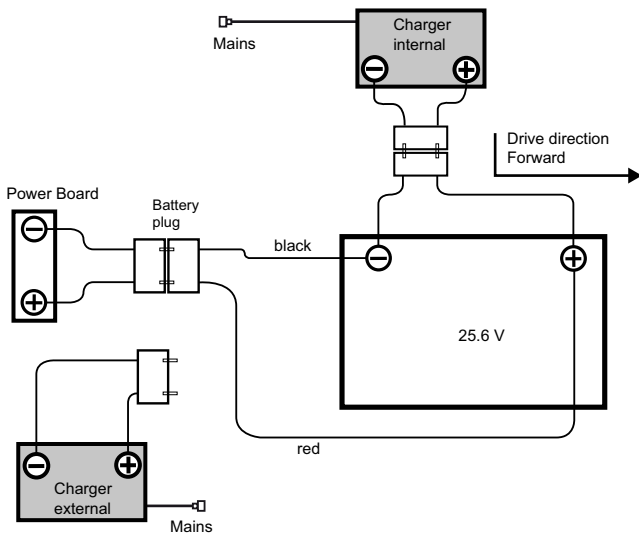 Charger
internal
Mains
Drive direction
Forward
Power Board
Battery
plug
black
25.6 V
red
Charger
external
Mains